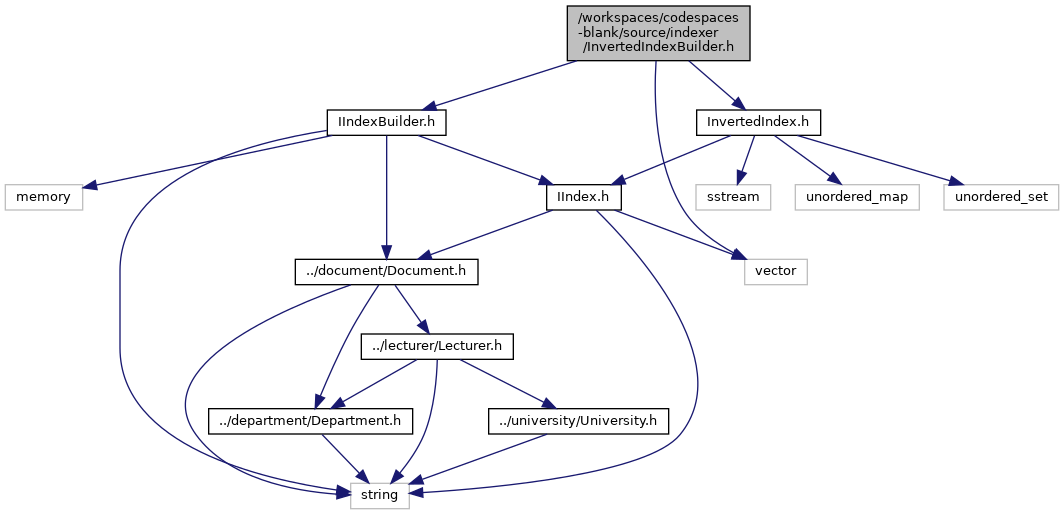 /workspaces/codespaces
-blank/source/indexer
/InvertedIndexBuilder.h
IIndexBuilder.h
InvertedIndex.h
memory
IIndex.h
sstream
unordered_map
unordered_set
../document/Document.h
vector
../lecturer/Lecturer.h
../department/Department.h
../university/University.h
string